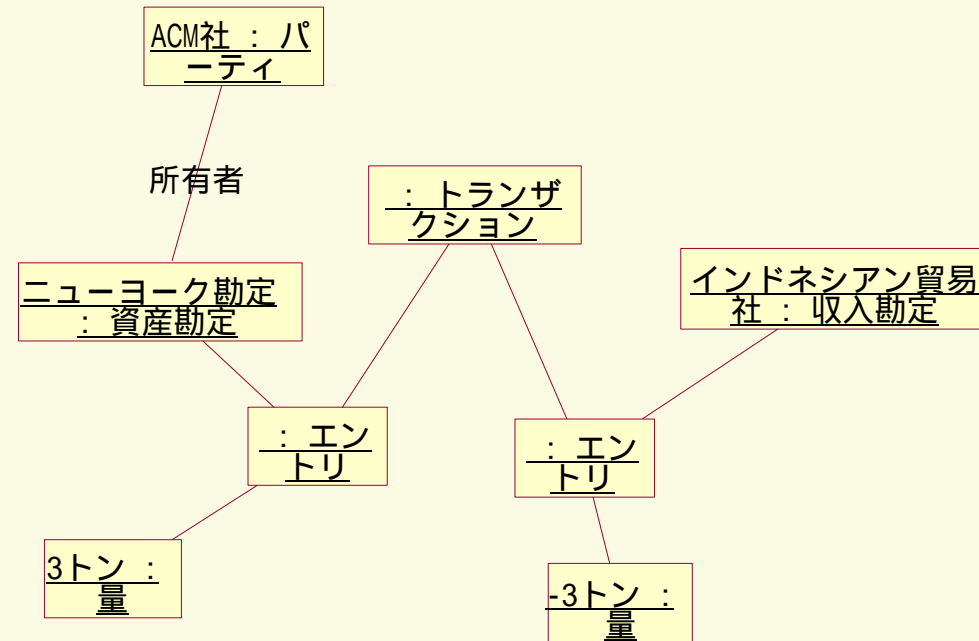 ACM社 : パ
ーティ
所有者
: トランザ
クション
ニューヨーク勘定
: 資産勘定
インドネシアン貿易
社 : 収入勘定
: エン
トリ
: エン
トリ
3トン :
量
-3トン :
量